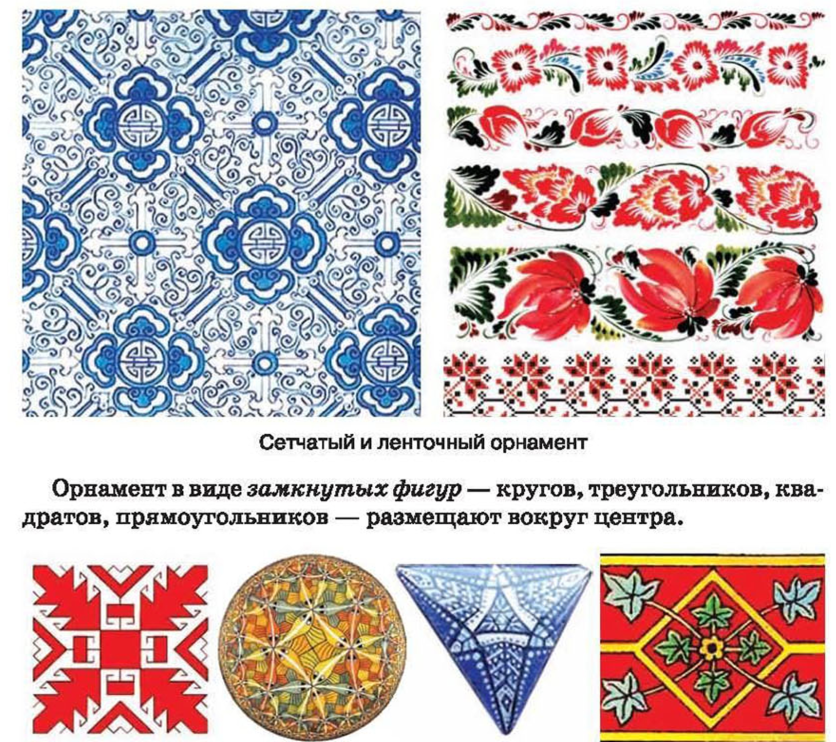 Сетчатый и ленточный орнамент
Орнамент в виде замкнутых фигур — кругов, треугольников, ква-
дратов, прямоугольников — размещают вокруг центра.